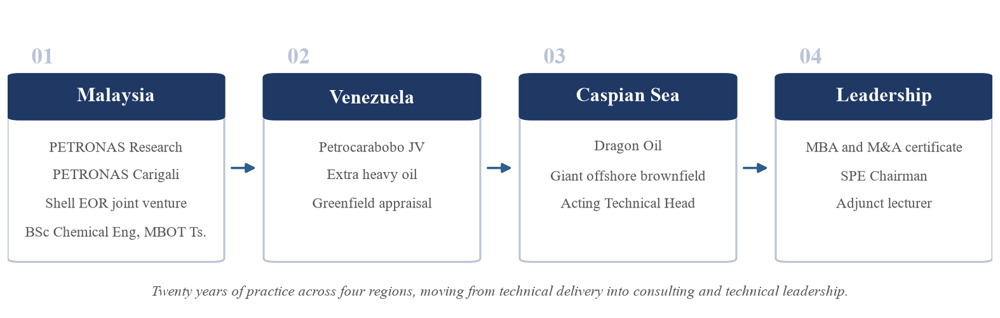 01
Malaysia
PETRONAS Research
PETRONAS Carigali
Shell EOR joint venture
BSc Chemical Eng, MBOT Ts.
02
Venezuela
Petrocarabobo JV
Extra heavy oil
Greenfield appraisal
03
Caspian Sea
Dragon Oil
Giant offshore brownfield
Acting Technical Head
04
Leadership
MBA and M&A certificate
SPE Chairman
Adjunct lecturer
Twenty years of practice across four regions, moving from technical delivery into consulting and technical leadership.